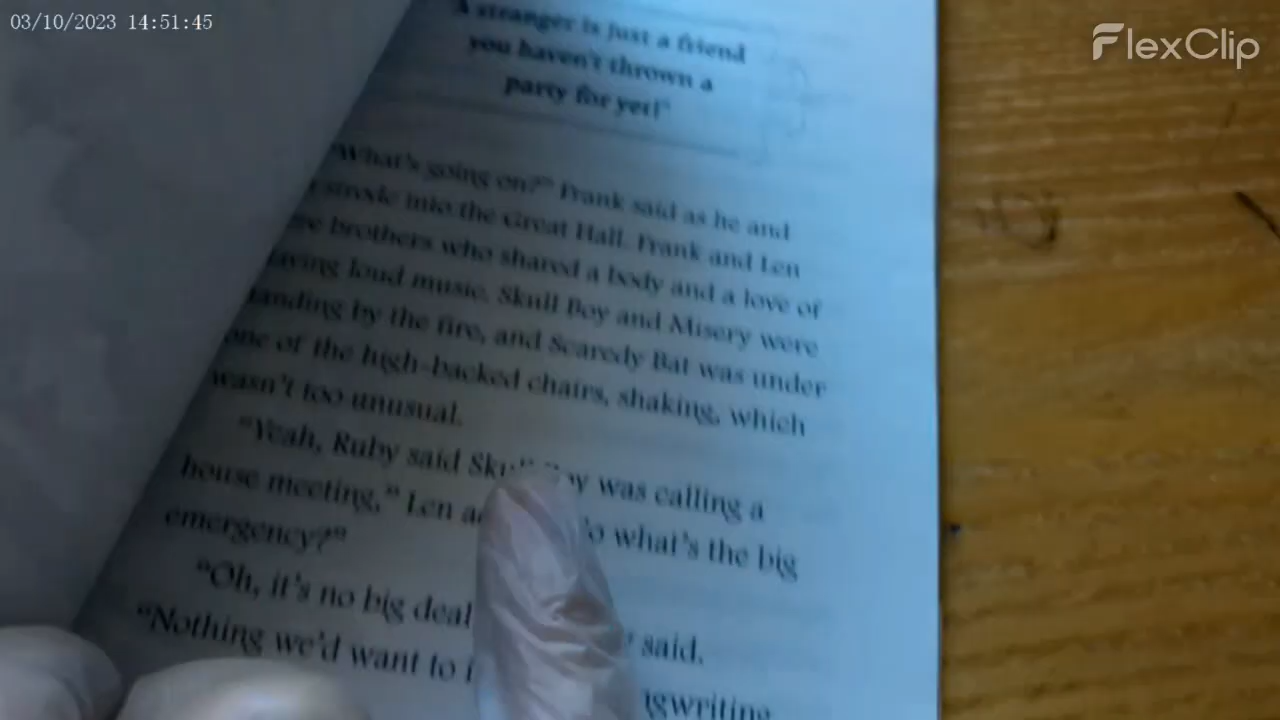 03/10/2023 14:51:45
FlexClip
A stranger is just a friend
you haven't thrown a
party for yet!"
"What's going on?" Frank said as he and
strode into the Great Hall. Frank and Len
brothers who shared a body and a love of
loud music. Skull Boy and Misery were
standing by the fire, and Scaredy Bat was under
one of the high-backed chairs, shaking, which
wasn't too unusual.
"Yeah, Ruby said Skull Boy was calling a
house meeting," Len what's the big
emergency?"
"Oh, it's no big deal said.
"Nothing we'd want to